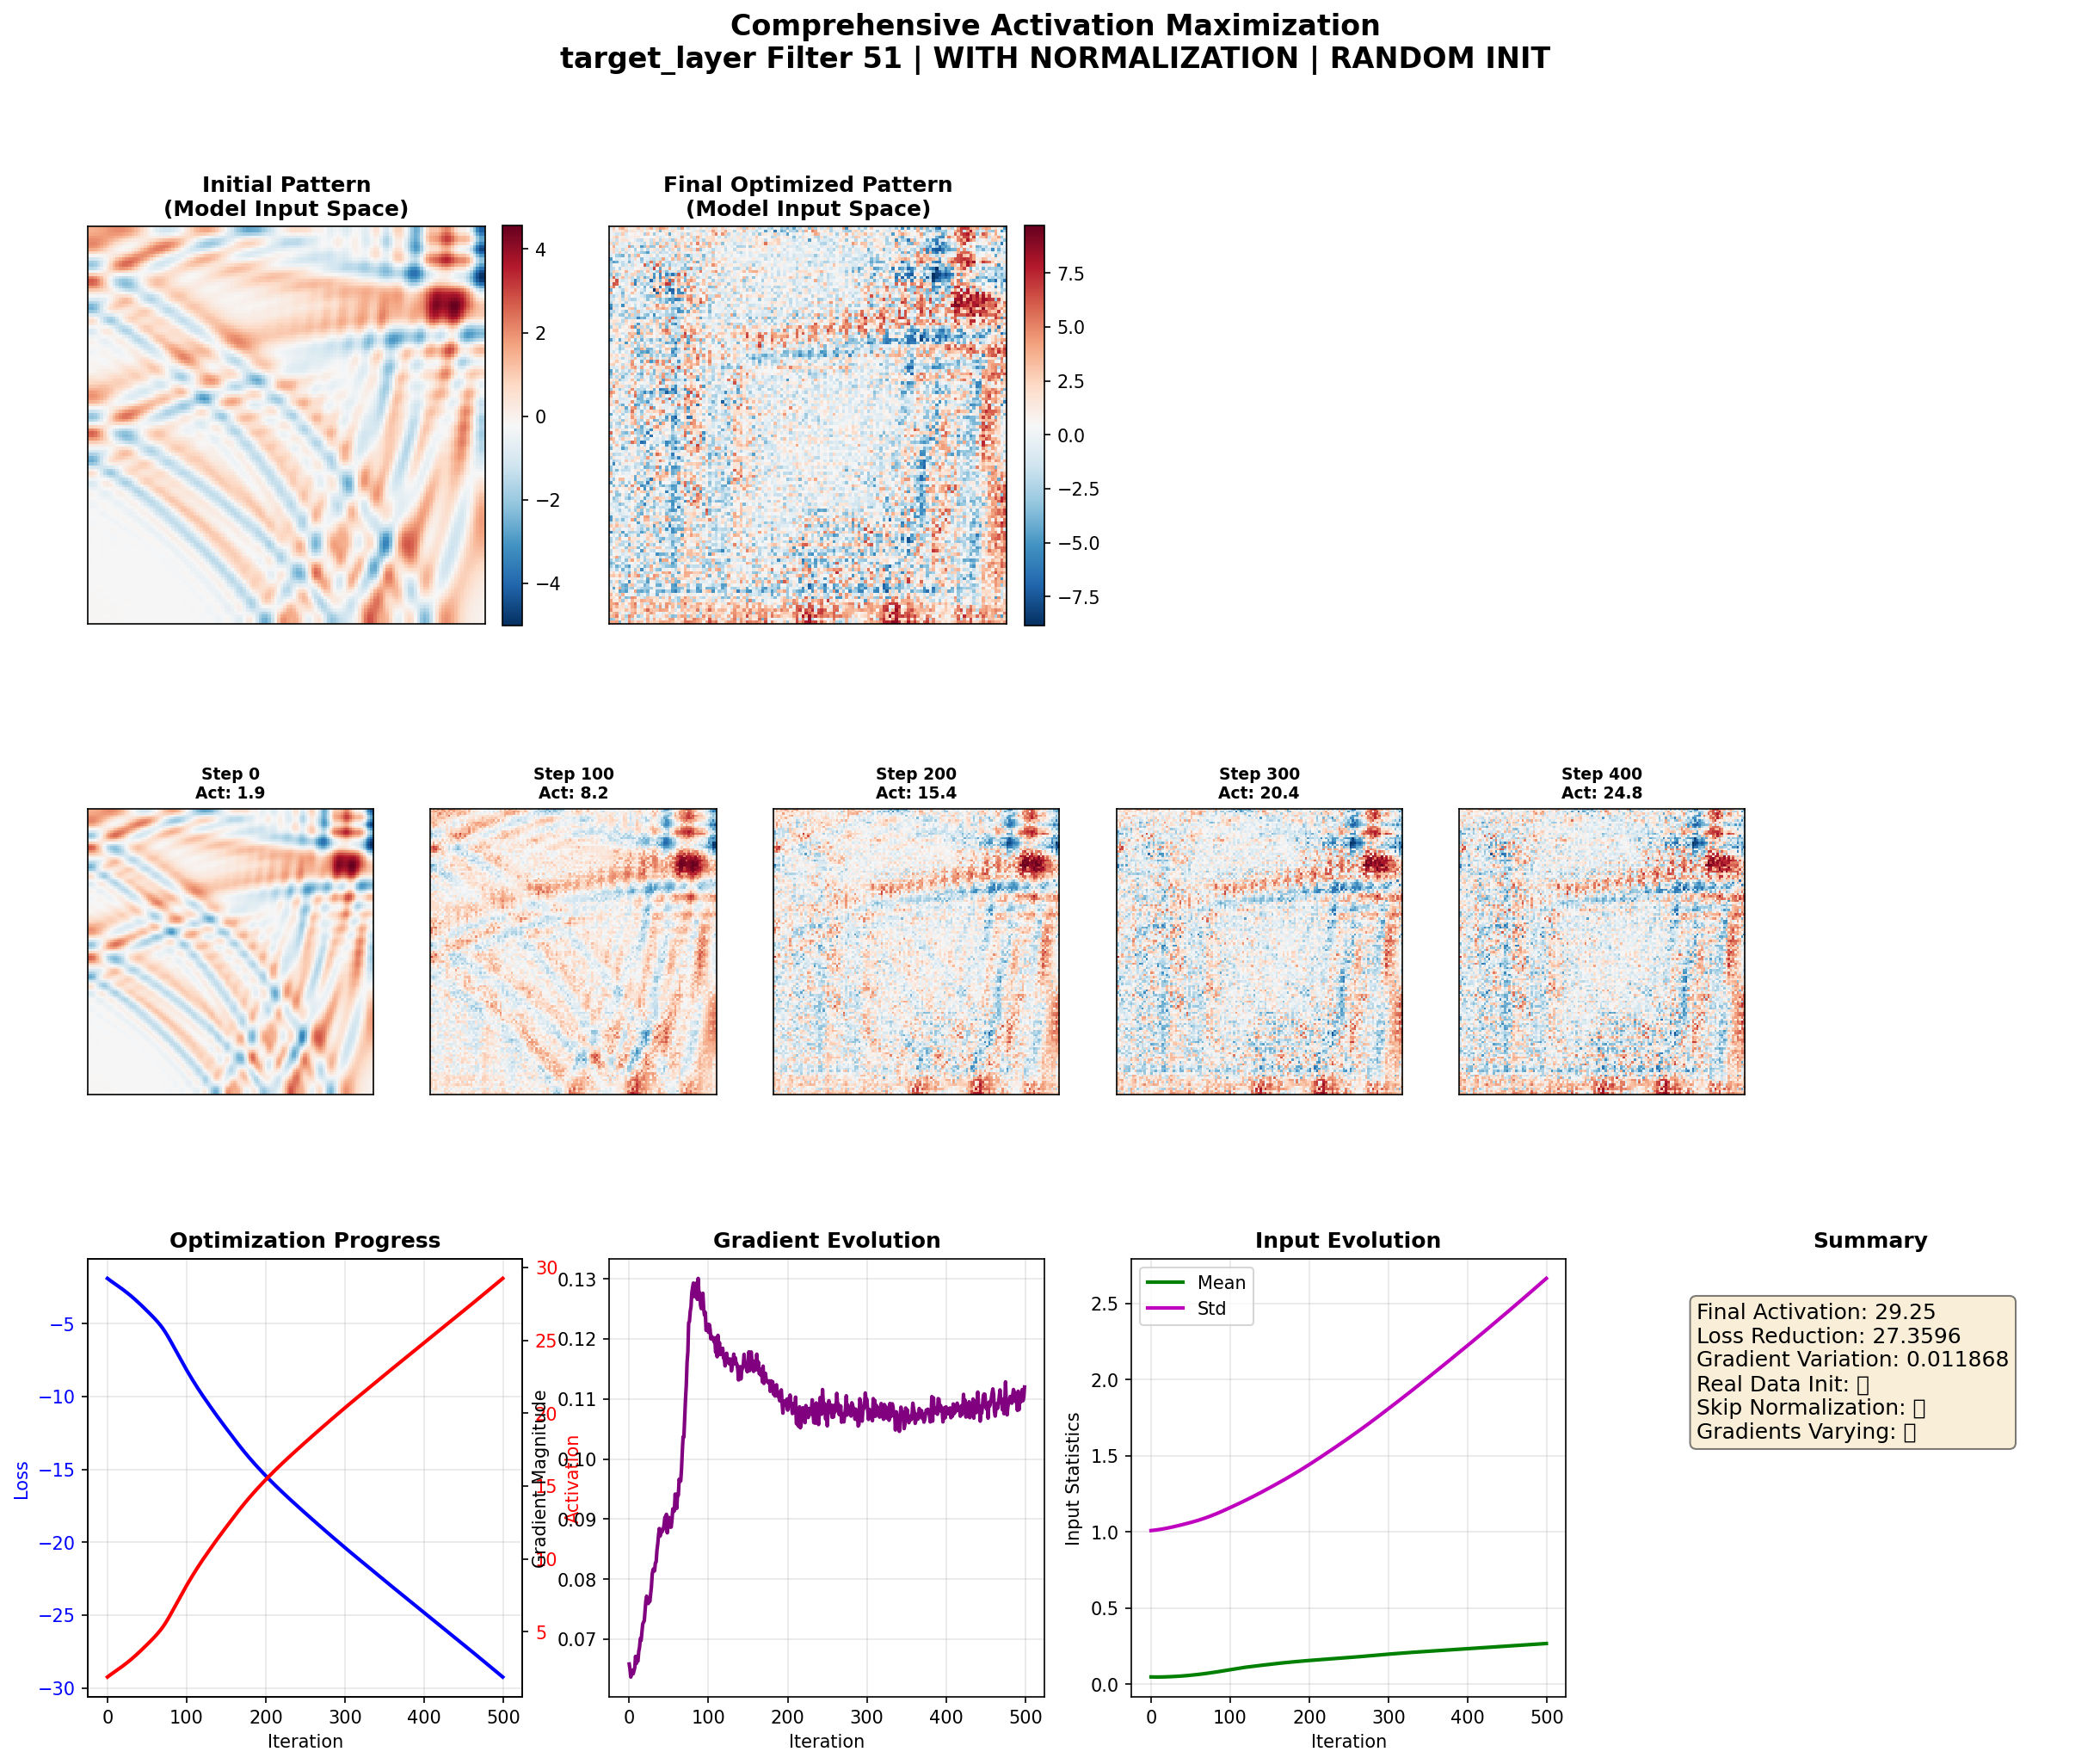 Comprehensive Activation Maximization
target_layer Filter 51 | WITH NORMALIZATION | RANDOM INIT
Initial Pattern
(Model Input Space)
4
2
0
−2
−4
Final Optimized Pattern
(Model Input Space)
7.5
5.0
2.5
0.0
−2.5
−5.0
−7.5
Step 0
Act: 1.9
Step 100
Act: 8.2
Step 200
Act: 15.4
Step 300
Act: 20.4
Step 400
Act: 24.8
Optimization Progress
Loss
−5
−10
−15
−20
−25
−30
0 100 200 300 400 500
Iteration
30
25
20
15
10
5
Activation
Gradient Evolution
Gradient Magnitude
0.13
0.12
0.11
0.10
0.09
0.08
0.07
0 100 200 300 400 500
Iteration
Input Evolution
Mean
Std
Input Statistics
2.5
2.0
1.5
1.0
0.5
0.0
0 100 200 300 400 500
Iteration
Summary
Final Activation: 29.25
Loss Reduction: 27.3596
Gradient Variation: 0.011868
Real Data Init:
Skip Normalization:
Gradients Varying: